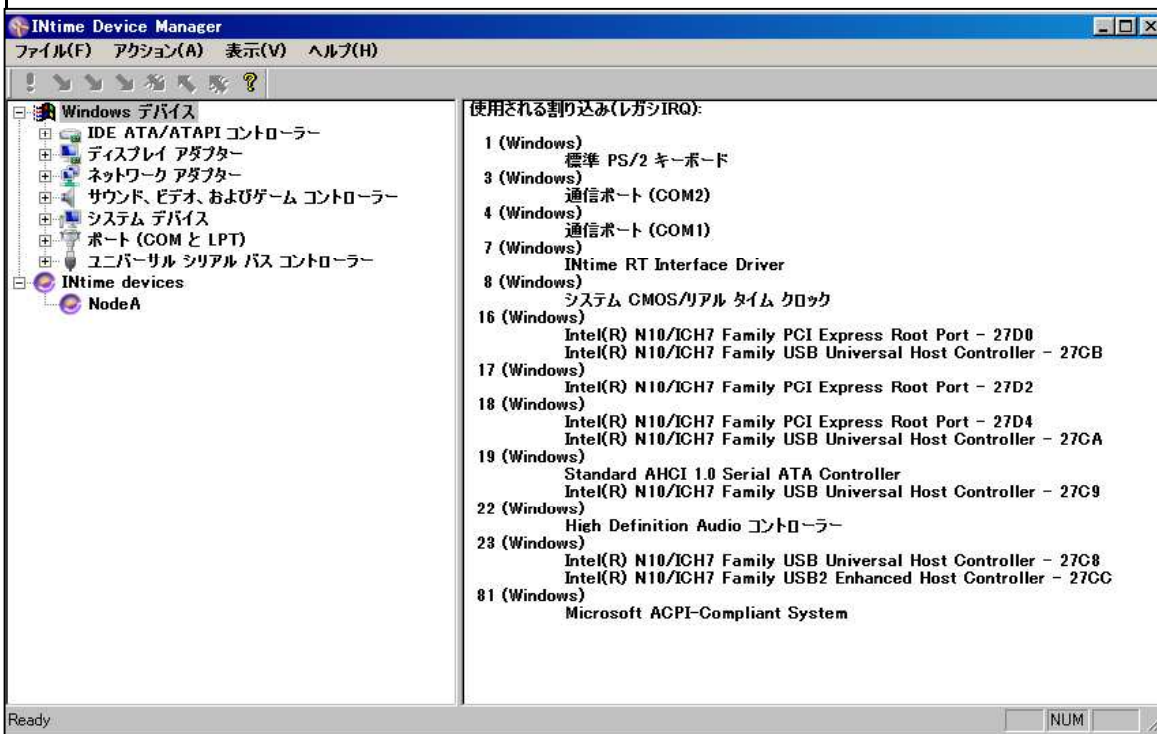 INtime Device Manager
ファイル(F) アクション(A) 表示(V) ヘルプ(H)
Windows デバイス
IDE ATA/ATAPI コントローラー
ディスプレイ アダプター
ネットワーク アダプター
サウンド、ビデオ、およびゲーム コントローラー
システム デバイス
ポート (COM と LPT)
ユニバーサル シリアル バス コントローラー
INtime devices
NodeA
使用される割り込み(レガシIRQ):
1 (Windows)
標準 PS/2 キーボード
3 (Windows)
通信ポート (COM2)
4 (Windows)
通信ポート (COM1)
7 (Windows)
INtime RT Interface Driver
8 (Windows)
システム CMOS/リアル タイム クロック
16 (Windows)
Intel(R) N10/ICH7 Family PCI Express Root Port - 27D0
Intel(R) N10/ICH7 Family USB Universal Host Controller - 27CB
17 (Windows)
Intel(R) N10/ICH7 Family PCI Express Root Port - 27D2
18 (Windows)
Intel(R) N10/ICH7 Family PCI Express Root Port - 27D4
Intel(R) N10/ICH7 Family USB Universal Host Controller - 27CA
19 (Windows)
Standard AHCI 1.0 Serial ATA Controller
Intel(R) N10/ICH7 Family USB Universal Host Controller - 27C9
22 (Windows)
High Definition Audio コントローラー
23 (Windows)
Intel(R) N10/ICH7 Family USB Universal Host Controller - 27C8
Intel(R) N10/ICH7 Family USB2 Enhanced Host Controller - 27CC
81 (Windows)
Microsoft ACPI-Compliant System
Ready
NUM